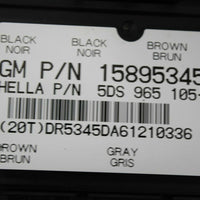 BLACK BLACK BROWN
NOIR NOIR BRUN
GM P/N 15895345
HELLA P/N 5DS 965 105-
(20T)DR5345DA61210336
BROWN GRAY
BRUN GRIS